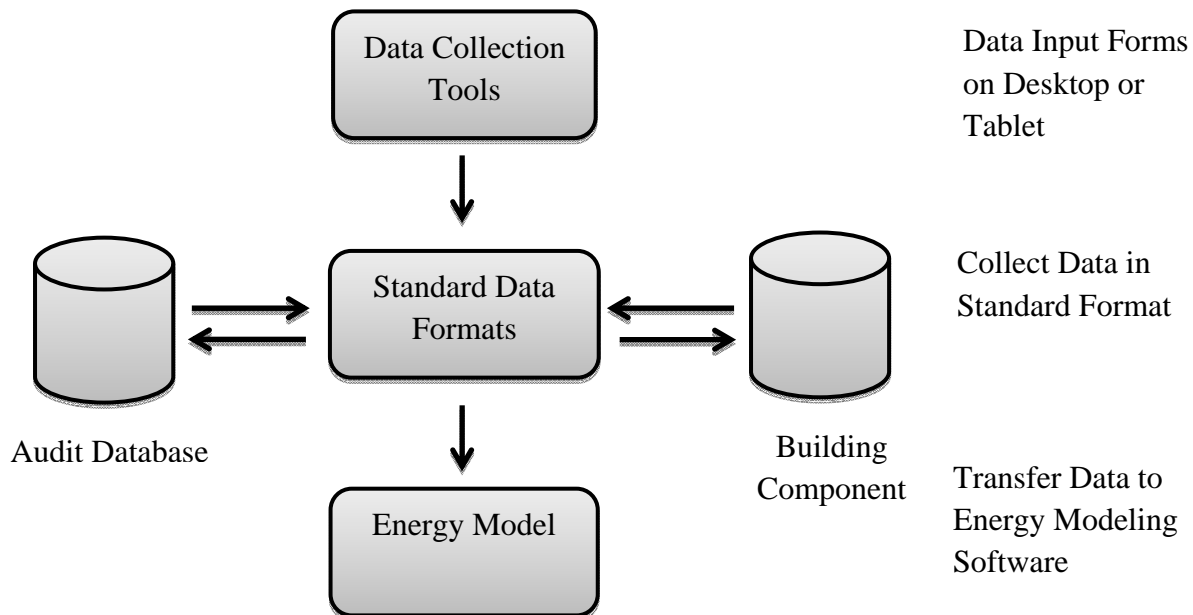 Data Collection
Tools
Data Input Forms
on Desktop or
Tablet
Standard Data
Formats
Collect Data in
Standard Format
Audit Database
Building
Component
Energy Model
Transfer Data to
Energy Modeling
Software